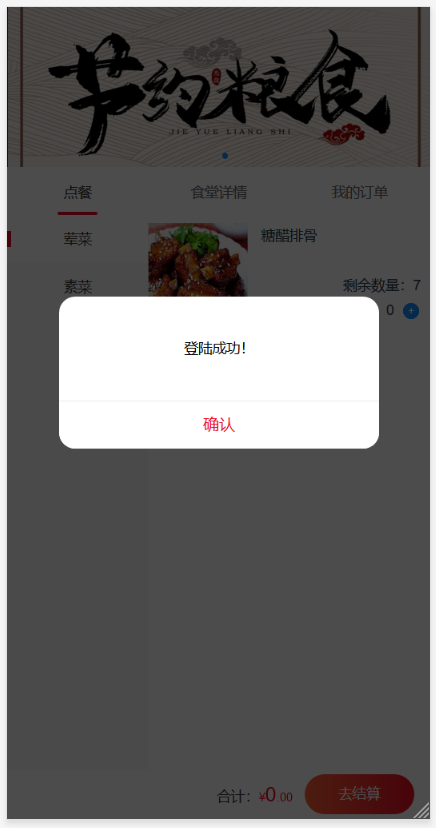 节约粮食
JIE YUE LIANG SHI
点餐
食堂详情
我的订单
荤菜
糖醋排骨
素菜
剩余数量：7
0 +
登陆成功！
确认
合计：¥0.00
去结算